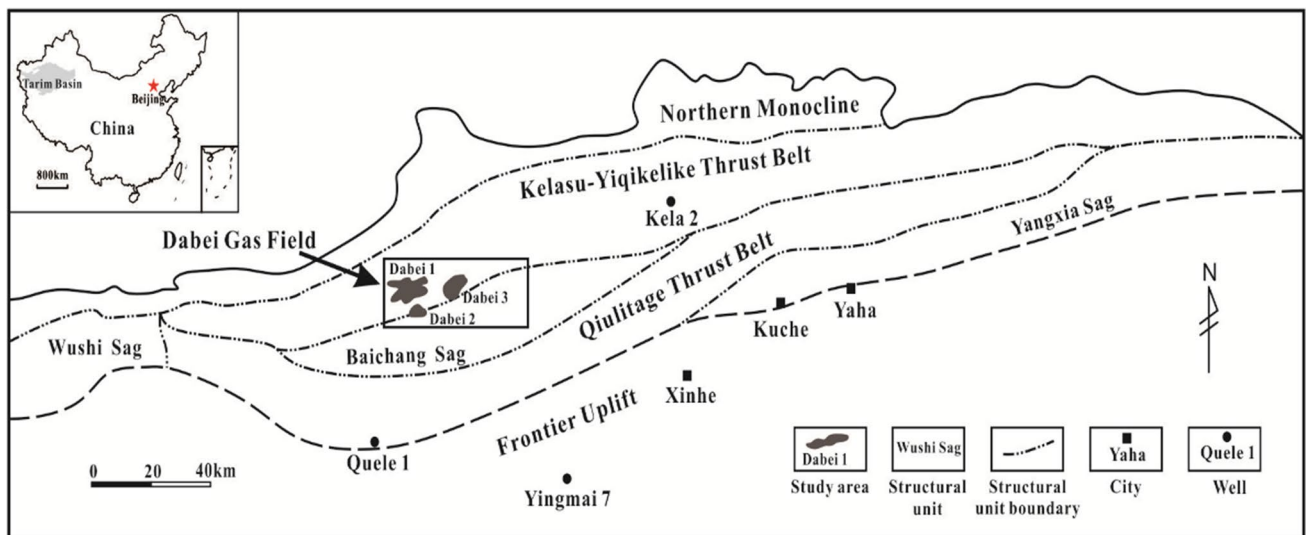 Tarim Basin
Beijing
China
800km
Northern Monocline
Kelasu-Yiqikelike Thrust Belt
Kela 2
Dabei Gas Field
Dabei 1
Dabei 3
Dabei 2
Yangxia Sag
Qiulitage Thrust Belt
Yaha
Kuche
Wushi Sag
Baichang Sag
Xinhe
Frontier Uplift
Quele 1
Yingmai 7
N
0 20 40km
Dabei 1
Wushi Sag
Yaha
Quele 1
Study area
Structural
unit
Structural
unit boundary
City
Well